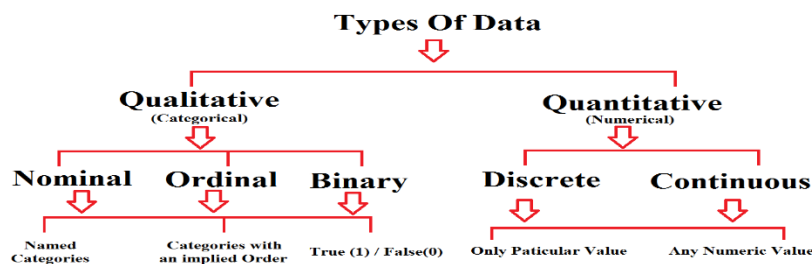 Types Of Data
Qualitative
(Categorical)
Quantitative
(Numerical)
Nominal
Ordinal
Binary
Discrete
Continuous
Named
Categories
Categories with
an implied Order
True (1) / False(0)
Only Paticular Value
Any Numeric Value